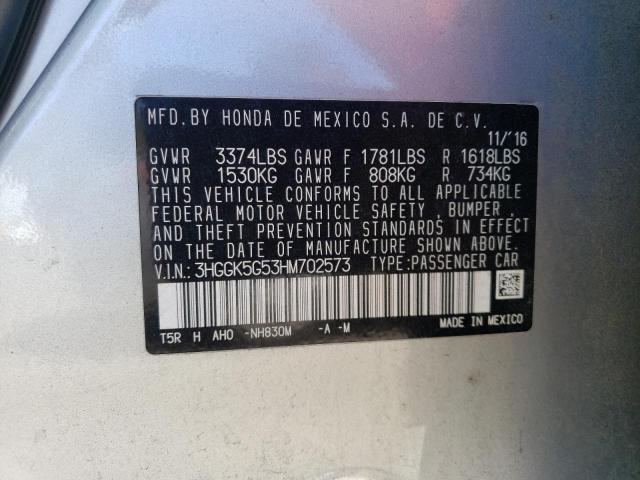 MFD. BY HONDA DE MEXICO S.A. DE C.V.
11/'16
GVWR 3374LBS GAWR F 1781LBS R 1618LBS
GVWR 1530KG GAWR F 808KG R 734KG
THIS VEHICLE CONFORMS TO ALL APPLICABLE
FEDERAL MOTOR VEHICLE SAFETY, BUMPER,
AND THEFT PREVENTION STANDARDS IN EFFECT
ON THE DATE OF MANUFACTURE SHOWN ABOVE.
V.I.N.: 3HGGK5G53HM702573 TYPE: PASSENGER CAR
T5R H AH0 -NH830M -A -M
MADE IN MEXICO